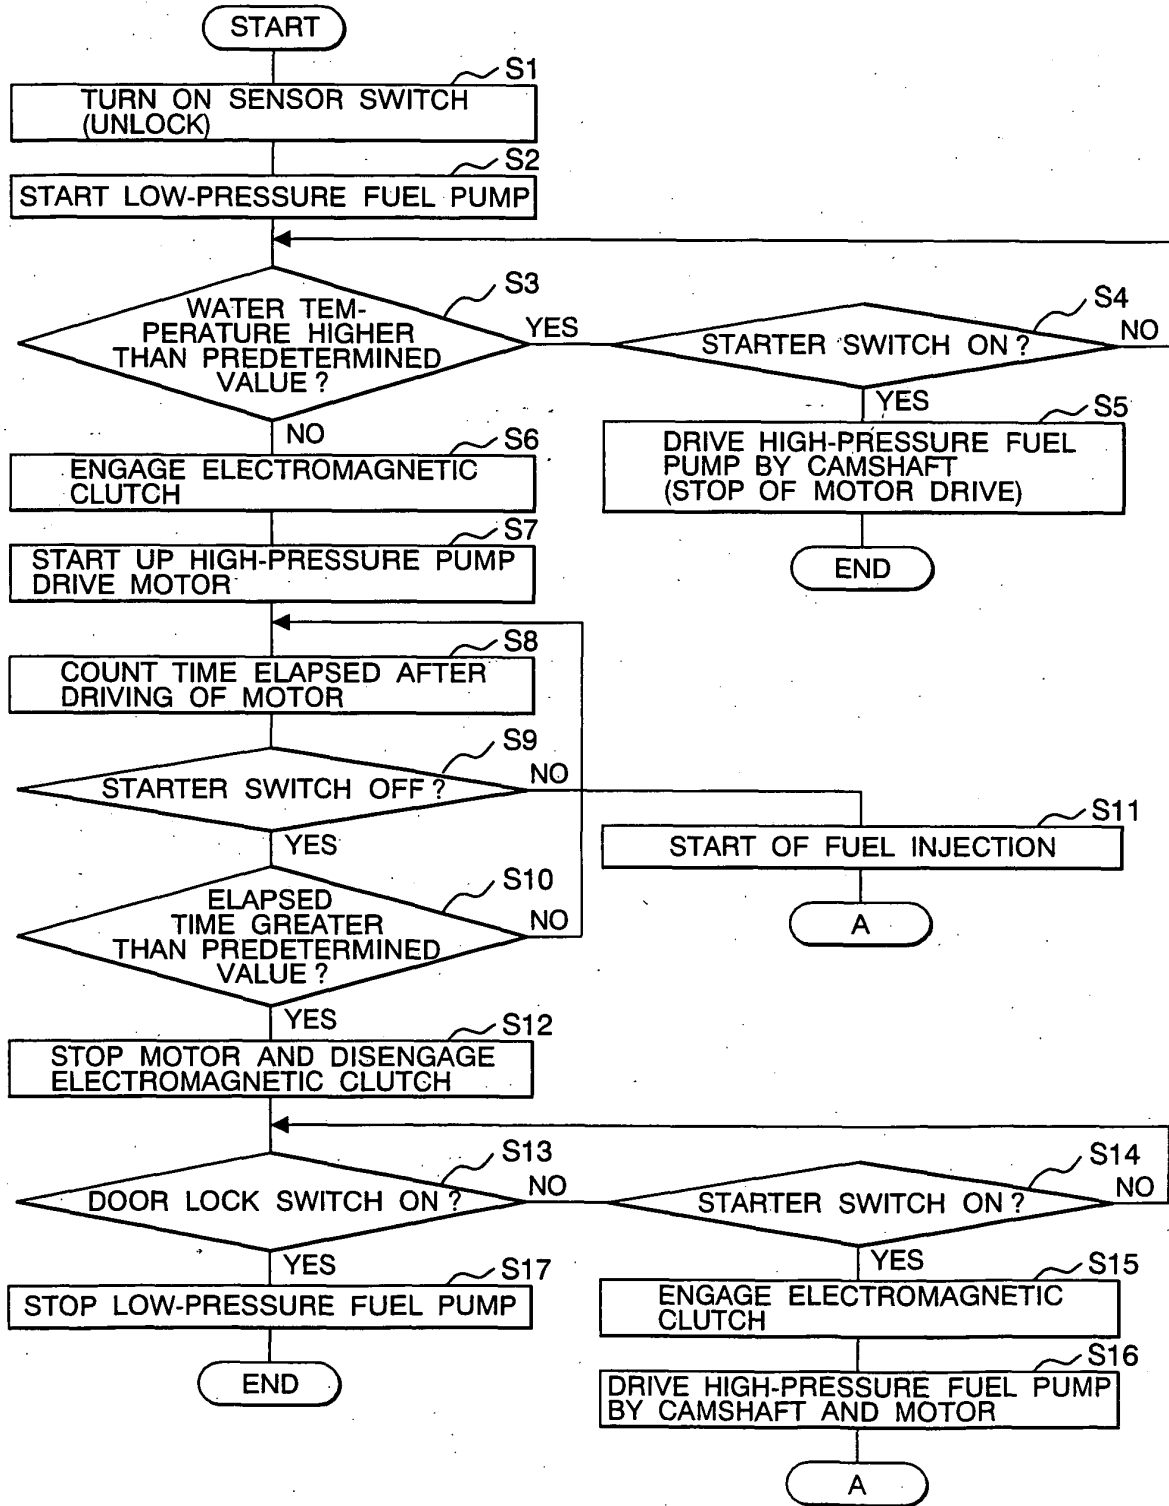 START
S1
TURN ON SENSOR SWITCH
(UNLOCK)
S2
START LOW-PRESSURE FUEL PUMP
S3
WATER TEM-
PERATURE HIGHER
THAN PREDETERMINED
VALUE?
YES
NO
S4
STARTER SWITCH ON?
NO
YES
S5
DRIVE HIGH-PRESSURE FUEL
PUMP BY CAMSHAFT
(STOP OF MOTOR DRIVE)
END
S6
ENGAGE ELECTROMAGNETIC
CLUTCH
S7
START UP HIGH-PRESSURE PUMP
DRIVE MOTOR
S8
COUNT TIME ELAPSED AFTER
DRIVING OF MOTOR
S9
STARTER SWITCH OFF?
NO
YES
S11
START OF FUEL INJECTION
A
S10
ELAPSED
TIME GREATER
THAN PREDETERMINED
VALUE?
NO
YES
S12
STOP MOTOR AND DISENGAGE
ELECTROMAGNETIC CLUTCH
S13
DOOR LOCK SWITCH ON?
NO
YES
S14
STARTER SWITCH ON?
NO
YES
S17
STOP LOW-PRESSURE FUEL PUMP
END
S15
ENGAGE ELECTROMAGNETIC
CLUTCH
S16
DRIVE HIGH-PRESSURE FUEL PUMP
BY CAMSHAFT AND MOTOR
A